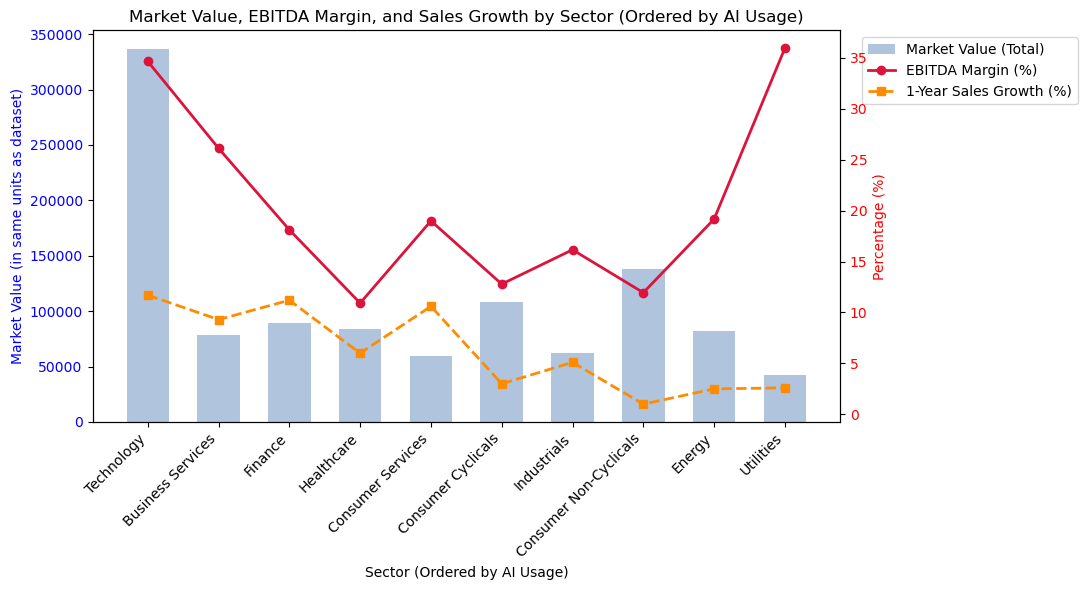 Market Value, EBITDA Margin, and Sales Growth by Sector (Ordered by AI Usage)
Market Value (in same units as dataset)
350000
300000
250000
200000
150000
100000
50000
0
35
30
25
20
15
10
5
0
Percentage (%)
Market Value (Total)
EBITDA Margin (%)
1-Year Sales Growth (%)
Technology
Business Services
Finance
Healthcare
Consumer Services
Consumer Cyclicals
Industrials
Consumer Non-Cyclicals
Energy
Utilities
Sector (Ordered by AI Usage)